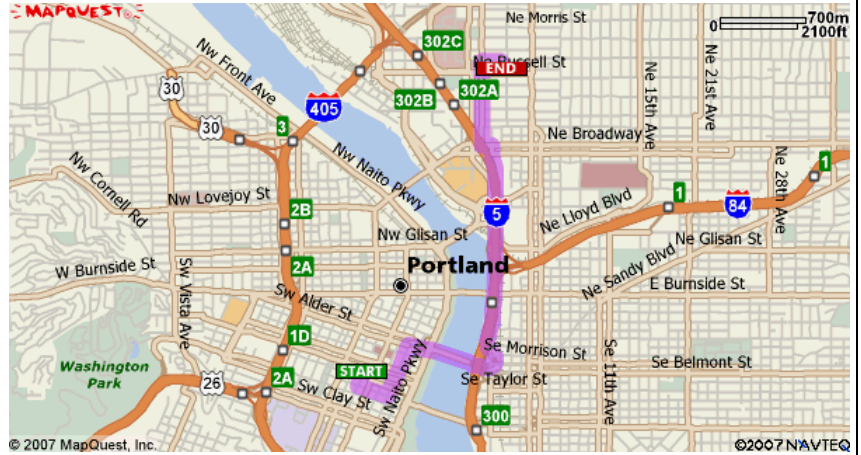 MAPQUEST
Ne Morris St
0 700m
2100ft
302C
Ne Russell St
END
Nw Front Ave
30
302A
302B
405
Ne 15th Ave
Ne 21st Ave
3
30
Ne Broadway
1
Nw Naito Pkwy
Ne 28th Ave
Nw Cornell Rd
Nw Lovejoy St
1
84
2B
5
Ne Lloyd Blvd
Nw Glisan St
Ne Glisan St
2A
Portland
W Burnside St
Ne Sandy Blvd
E Burnside St
Sw Alder St
Sw Vista Ave
1D
Se Morrison St
Washington
Park
START
Se Belmont St
26
2A
Sw Clay St
Sw Naito Pkwy
Se Taylor St
Se 11th Ave
300
© 2007 MapQuest, Inc.
©2007 NAVTEQ